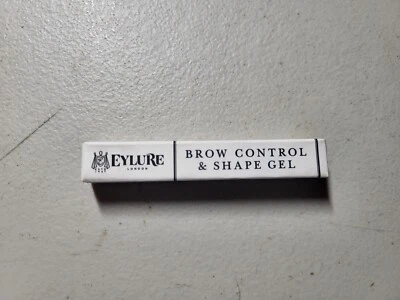 EYLURE
LONDON
BROW CONTROL
& SHAPE GEL